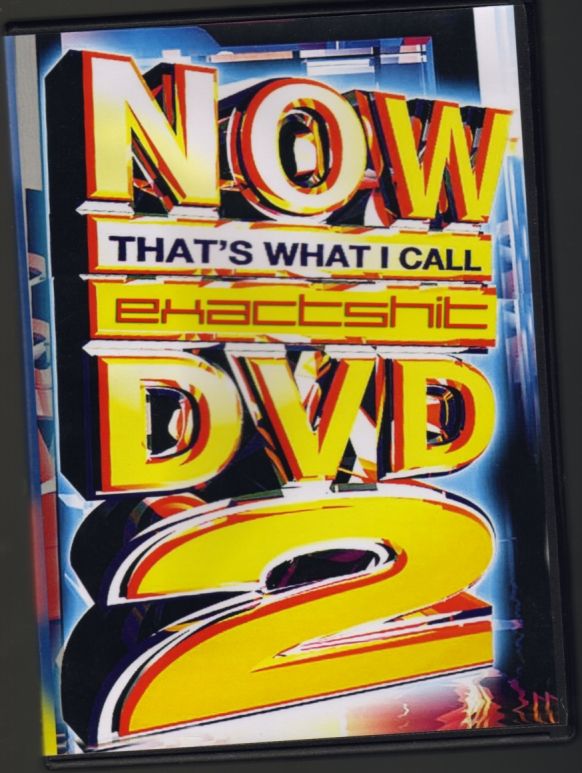 NOW
THAT'S WHAT I CALL
exactshit
DVD
2